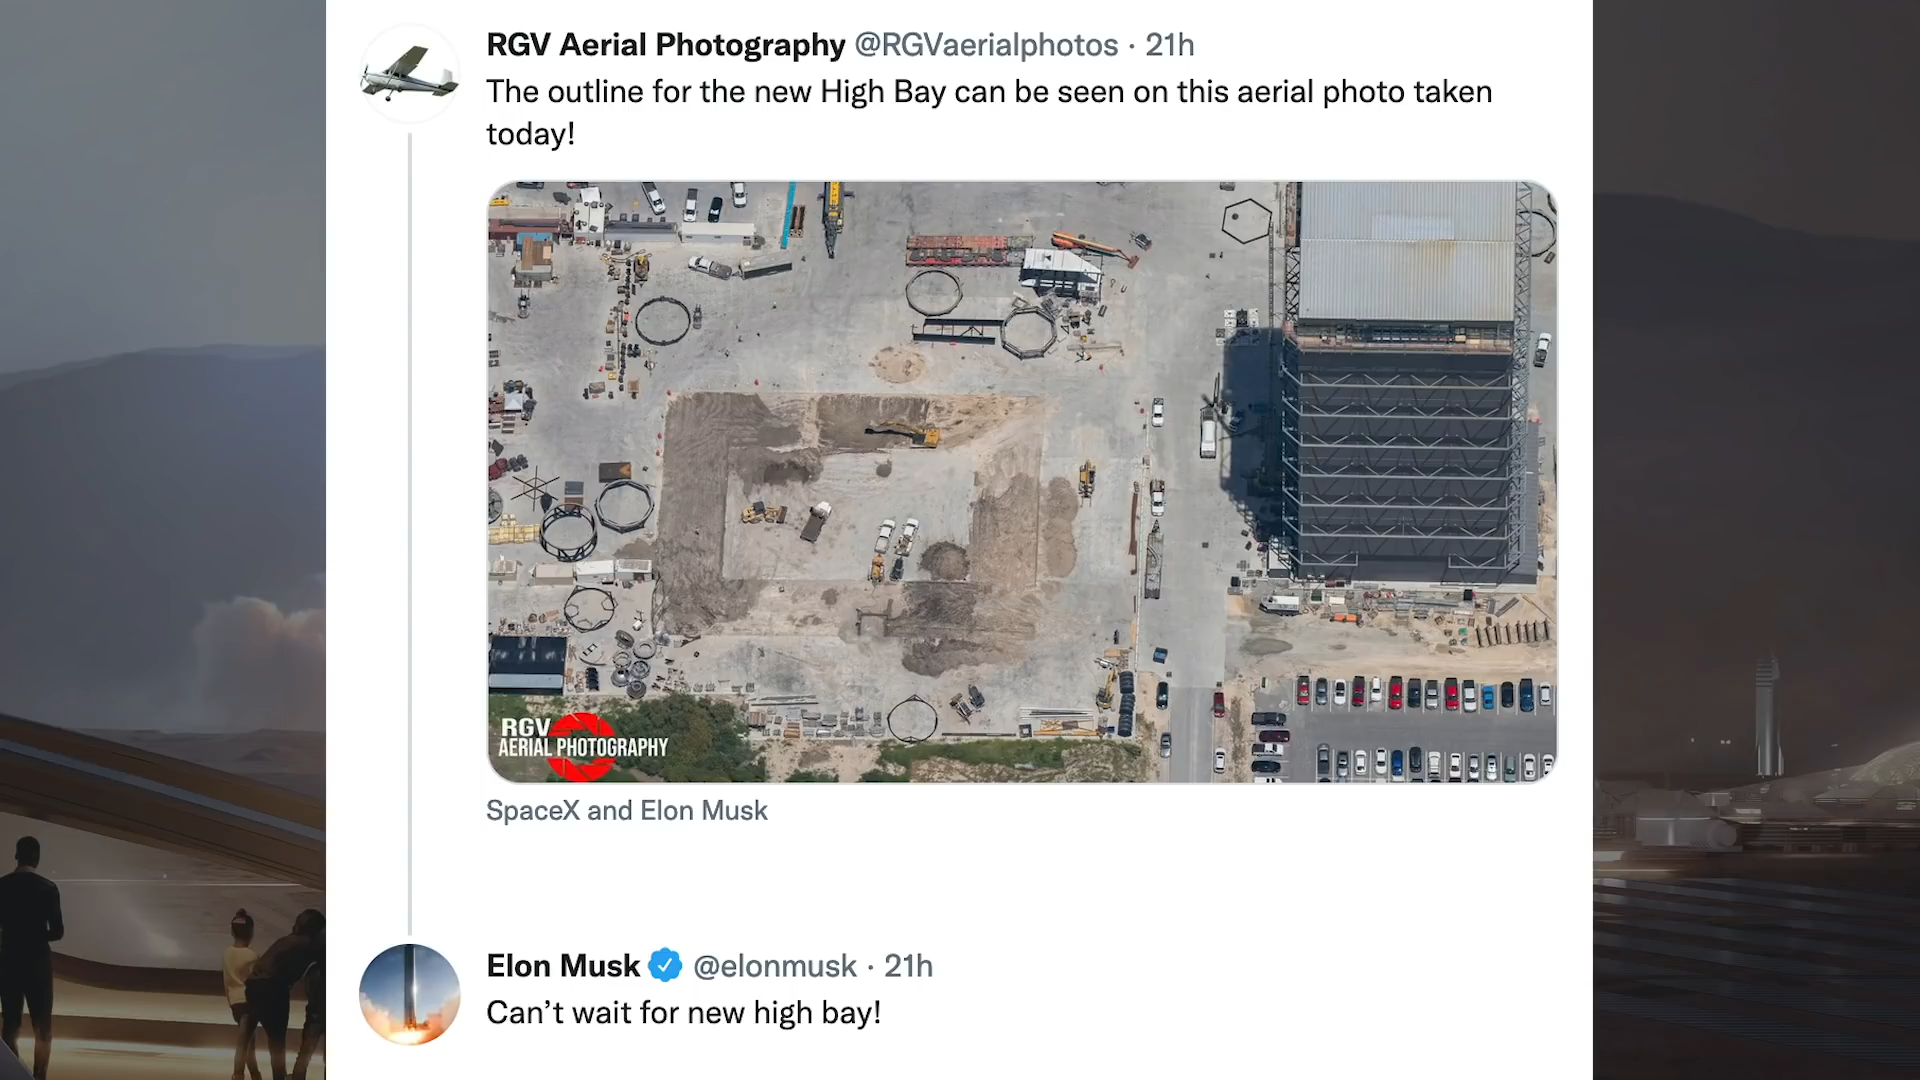 RGV Aerial Photography @RGVaerialphotos · 21h
The outline for the new High Bay can be seen on this aerial photo taken
today!
RGV
AERIAL PHOTOGRAPHY
SpaceX and Elon Musk
Elon Musk @elonmusk · 21h
Can’t wait for new high bay!